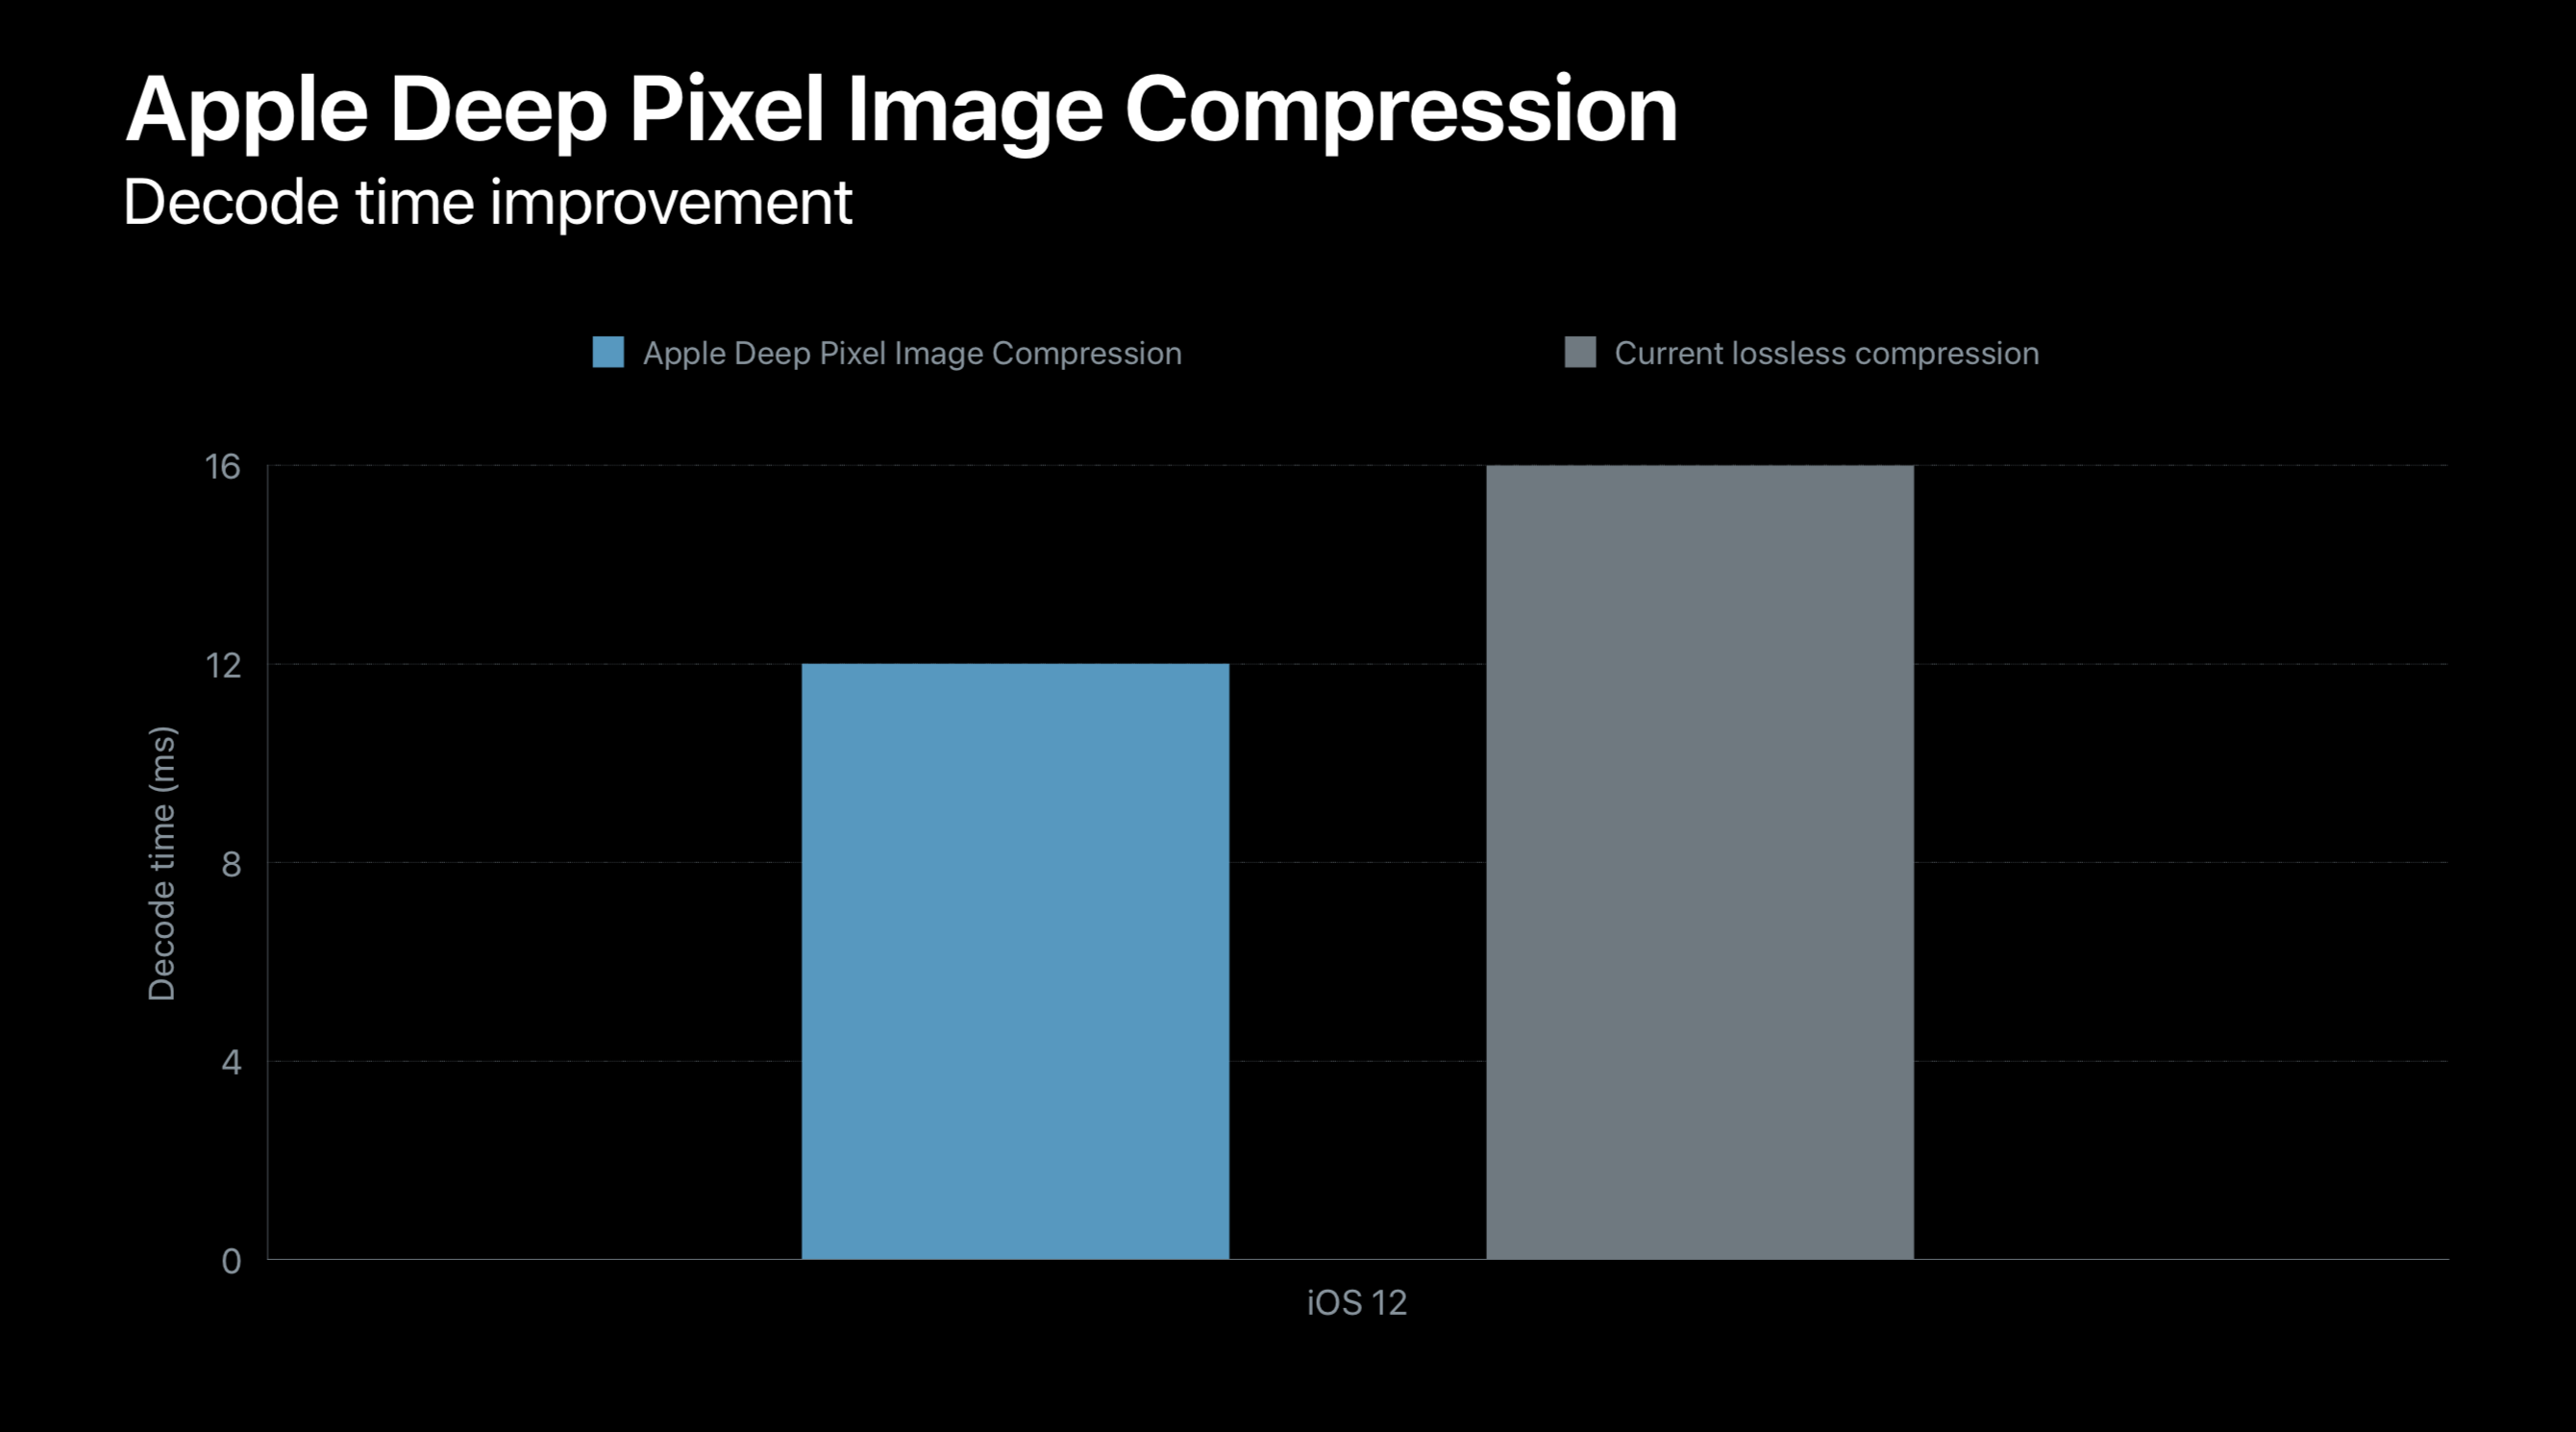 Apple Deep Pixel Image Compression
Decode time improvement
Apple Deep Pixel Image Compression
Current lossless compression
16
12
8
4
0
Decode time (ms)
iOS 12